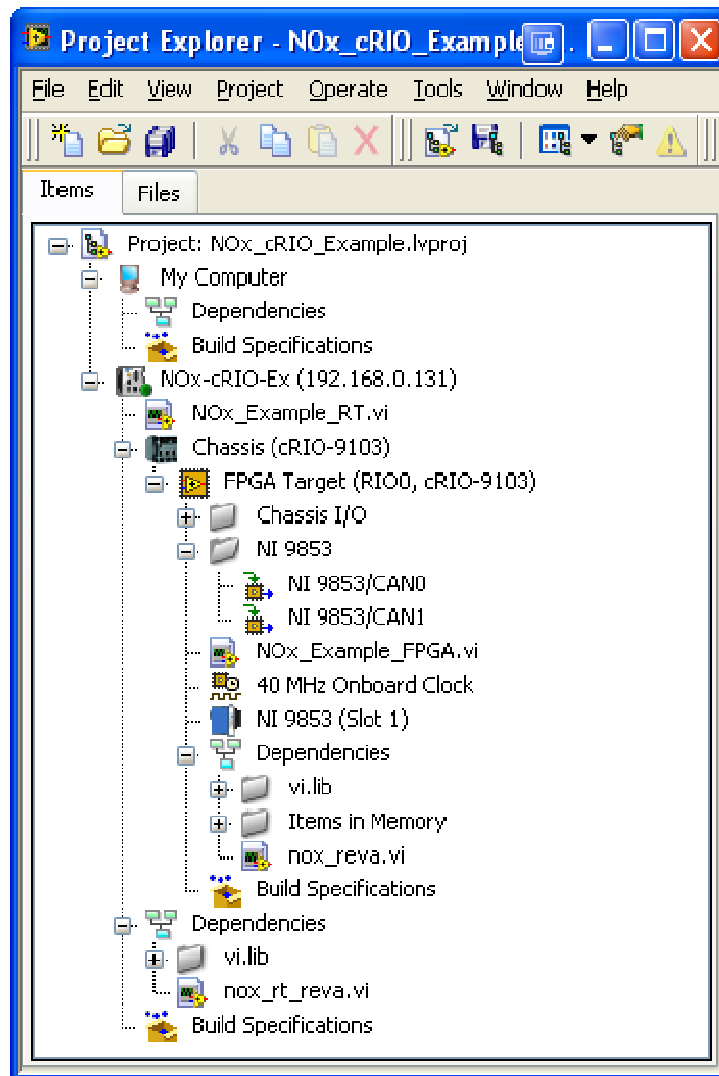 Project Explorer - NOx_cRIO_Example .
File Edit View Project Operate Tools Window Help
Items Files
Project: NOx_cRIO_Example.lvproj
My Computer
Dependencies
Build Specifications
NOx-cRIO-Ex (192.168.0.131)
NOx_Example_RT.vi
Chassis (cRIO-9103)
FPGA Target (RIO0, cRIO-9103)
Chassis I/O
NI 9853
NI 9853/CAN0
NI 9853/CAN1
NOx_Example_FPGA.vi
40 MHz Onboard Clock
NI 9853 (Slot 1)
Dependencies
vi.lib
Items in Memory
nox_reva.vi
Build Specifications
Dependencies
vi.lib
nox_rt_reva.vi
Build Specifications